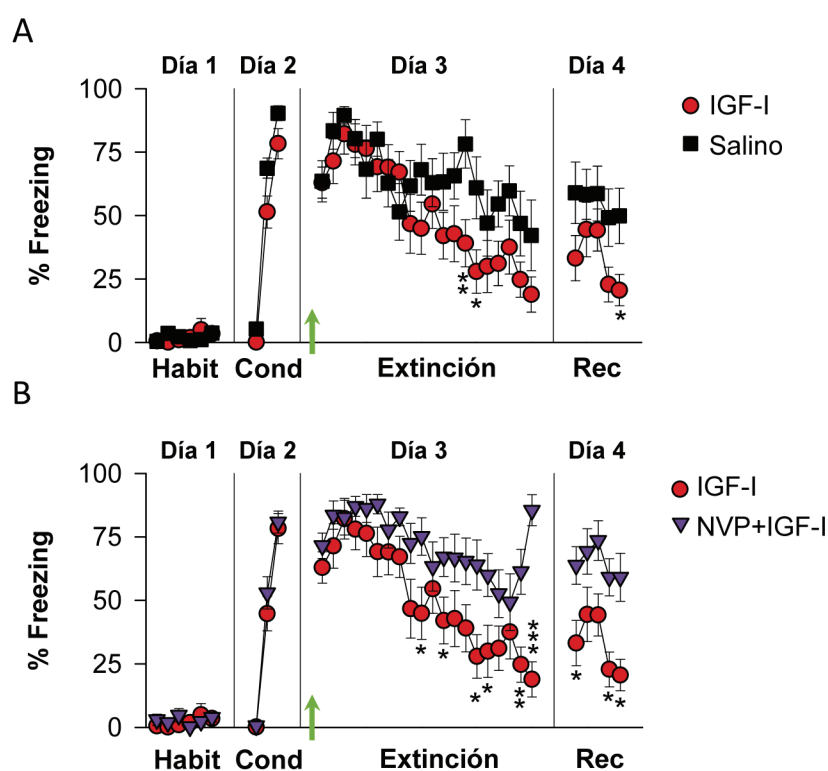 A
Día 1 Día 2 Día 3 Día 4
100
75
50
25
0
% Freezing
IGF-I
Salino
** * *
Habit Cond Extinción Rec
B
Día 1 Día 2 Día 3 Día 4
100
75
50
25
0
% Freezing
IGF-I
NVP+IGF-I
* * * * ** *** * * *
Habit Cond Extinción Rec